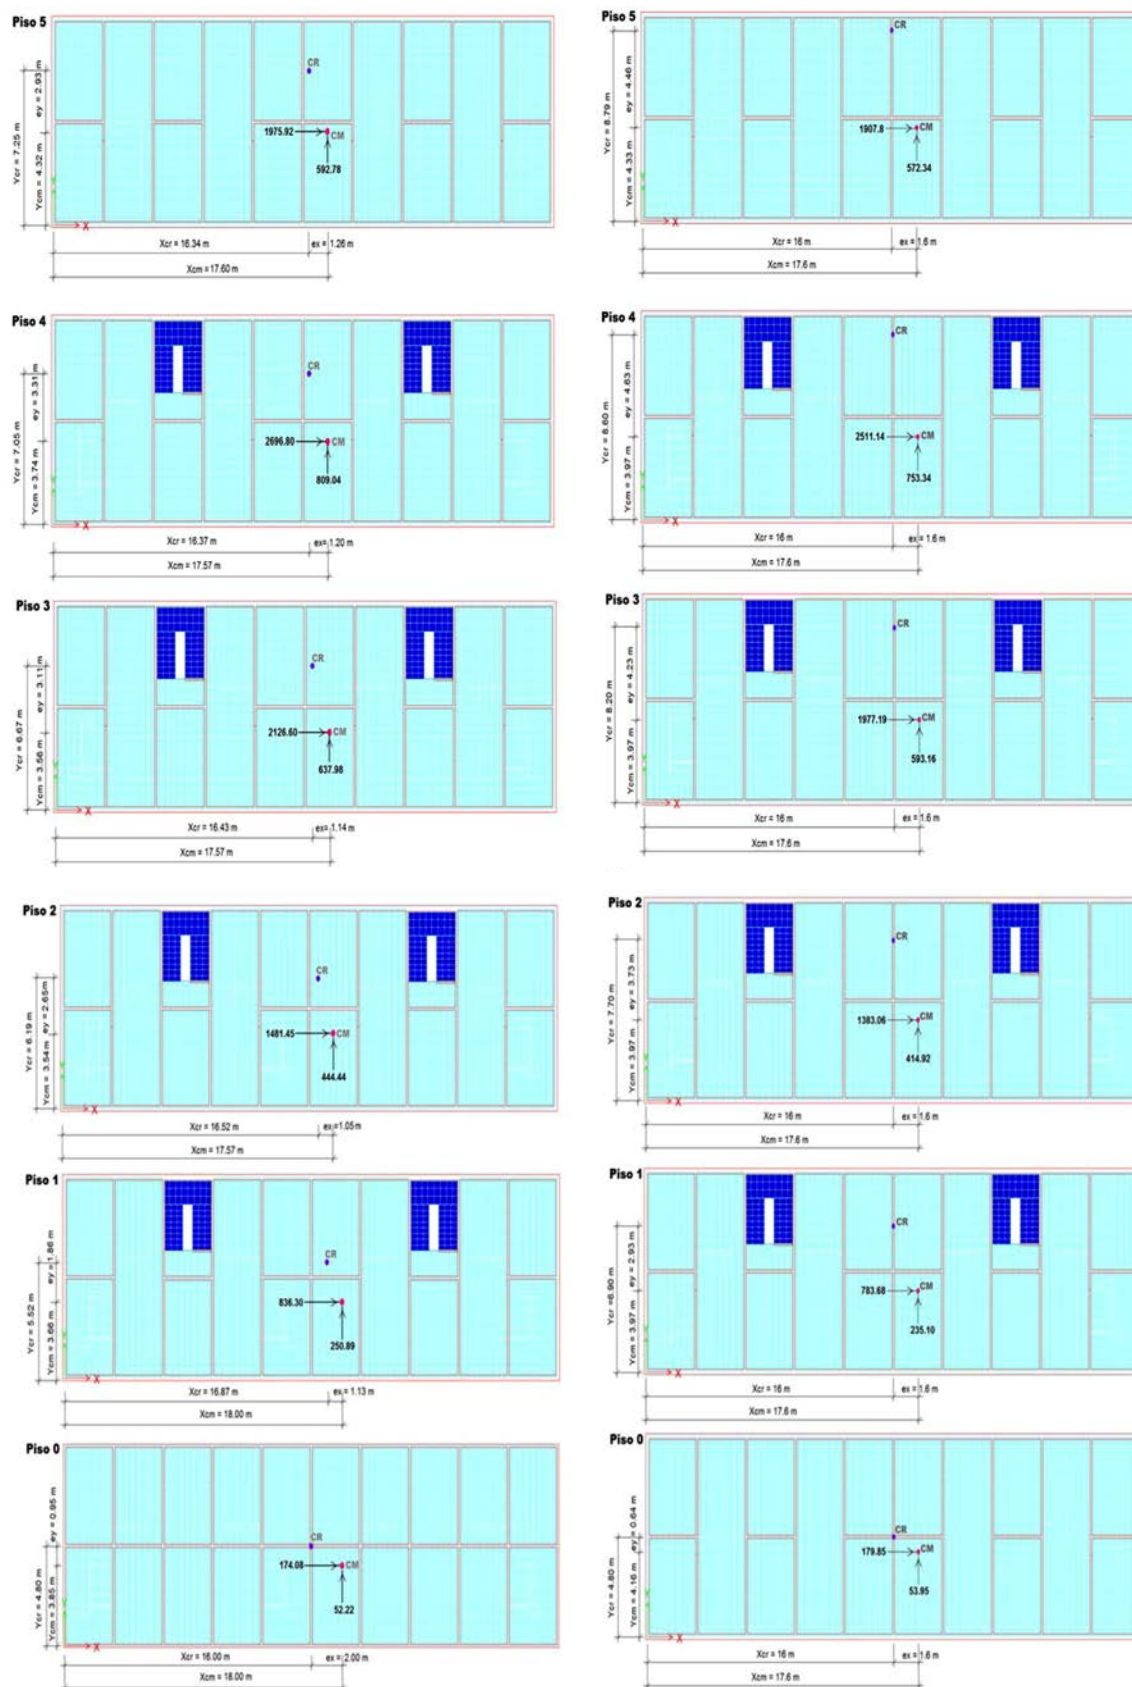 Piso 5
CR
ey = 2.93 m
Ycr = 7.25 m
Ycm = 4.32 m
1975.92
CM
592.78
X
Xcr = 16.34 m
ex = 1.26 m
Xcm = 17.60 m
Piso 5
CR
ey = 4.46 m
Ycr = 8.79 m
Ycm = 4.33 m
1907.8
CM
572.34
X
Xcr = 16 m
ex = 1.6 m
Xcm = 17.6 m
Piso 4
CR
ey = 3.31 m
Ycr = 7.05 m
Ycm = 3.74 m
2696.80
CM
809.04
X
Xcr = 16.37 m
ex= 1.20 m
Xcm = 17.57 m
Piso 4
CR
ey = 4.63 m
Ycr = 8.60 m
Ycm = 3.97 m
2511.14
CM
753.34
X
Xcr = 16 m
ex = 1.6 m
Xcm = 17.6 m
Piso 3
CR
ey = 3.11 m
Ycr = 6.67 m
Ycm = 3.56 m
2126.60
CM
637.98
X
Xcr = 16.43 m
ex= 1.14 m
Xcm = 17.57 m
Piso 3
CR
ey = 4.23 m
Ycr = 8.20 m
Ycm = 3.97 m
1977.19
CM
593.16
X
Xcr = 16 m
ex = 1.6 m
Xcm = 17.6 m
Piso 2
CR
ey = 2.65 m
Ycr = 6.19 m
Ycm = 3.54 m
1481.45
CM
444.44
X
Xcr = 16.52 m
ex =1.05 m
Xcm = 17.57 m
Piso 2
CR
ey = 3.73 m
Ycr = 7.70 m
Ycm = 3.97 m
1383.06
CM
414.92
X
Xcr = 16 m
ex = 1.6 m
Xcm = 17.6 m
Piso 1
CR
ey = 1.86 m
Ycr = 5.52 m
Ycm = 3.66 m
836.30
CM
250.89
X
Xcr = 16.87 m
ex = 1.13 m
Xcm = 18.00 m
Piso 1
CR
ey = 2.93 m
Ycr =6.90 m
Ycm = 3.97 m
783.68
CM
235.10
X
Xcr = 16 m
ex = 1.6 m
Xcm = 17.6 m
Piso 0
CR
ey = 0.95 m
Ycr = 4.80 m
Ycm = 3.85 m
174.08
CM
52.22
X
Xcr = 16.00 m
ex = 2.00 m
Xcm = 18.00 m
Piso 0
CR
ey = 0.64 m
Ycr = 4.80 m
Ycm = 4.16 m
179.85
CM
53.95
X
Xcr = 16 m
ex = 1.6 m
Xcm = 17.6 m